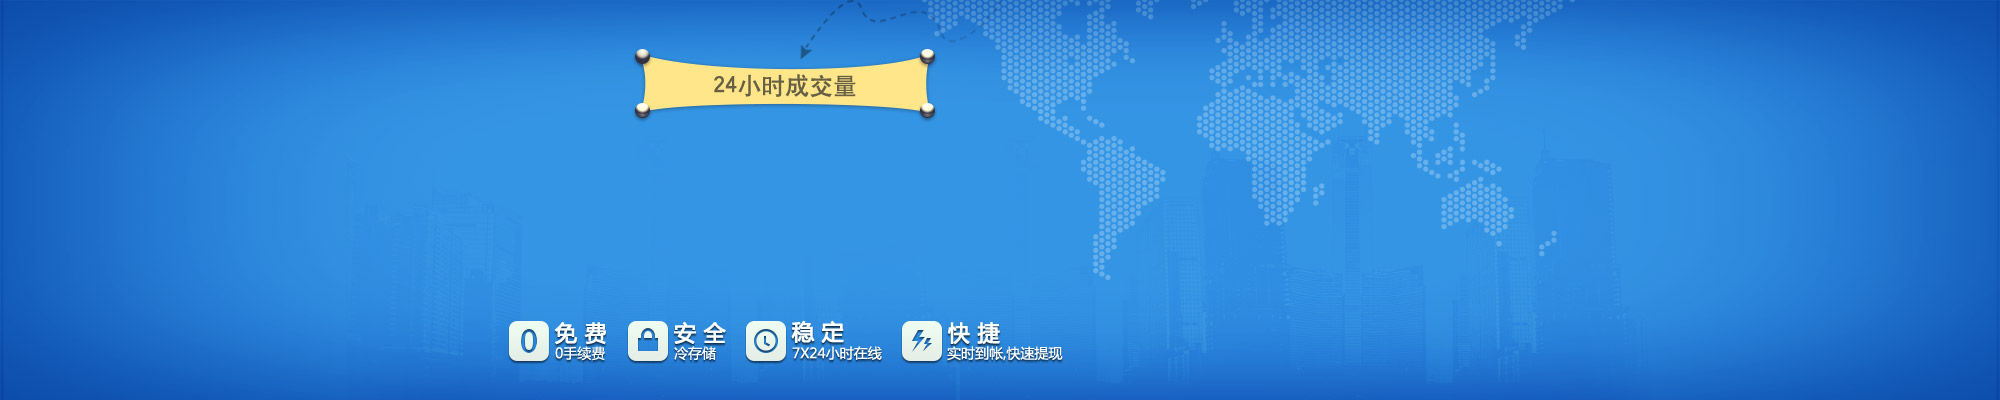 24小时成交量
0 免费
0手续费
安全
冷存储
稳定
7X24小时在线
快捷
实时到帐,快速提现